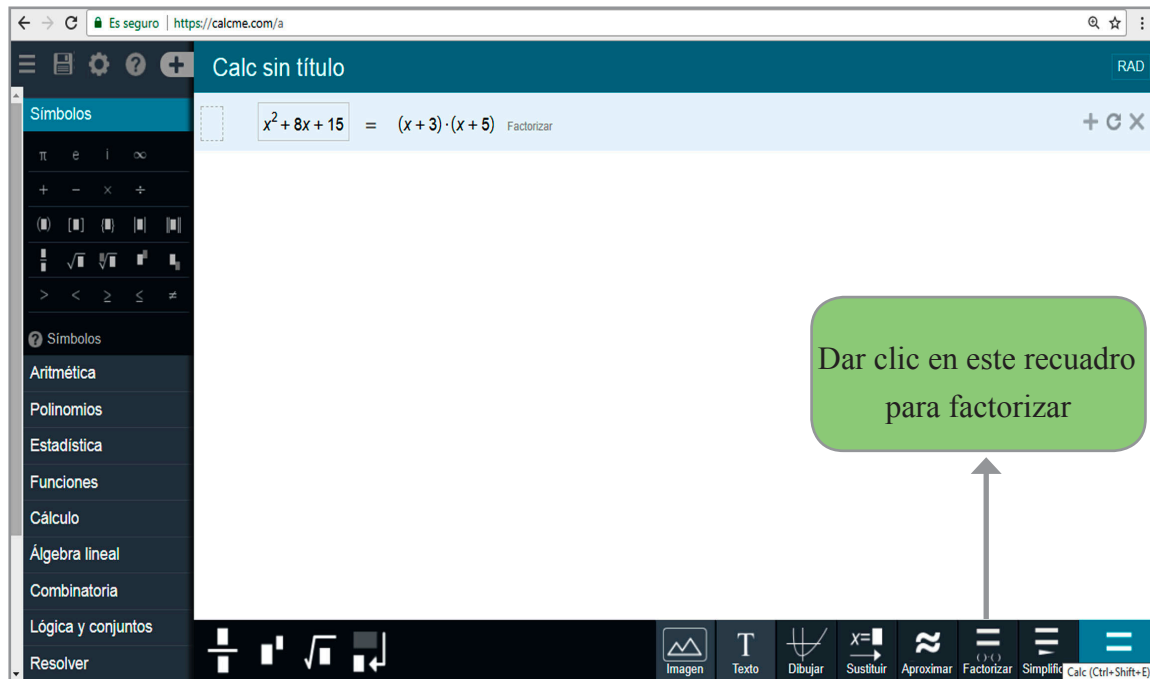 Es seguro | https://calcme.com/a
Calc sin título
RAD
Símbolos
x² + 8x + 15 = (x + 3)·(x + 5) Factorizar
π e i ∞
+ − × ÷
(▮) [▮] {▮} |▮| ‖▮‖
√▮
> < ≥ ≤ ≠
Símbolos
Aritmética
Polinomios
Estadística
Funciones
Cálculo
Álgebra lineal
Combinatoria
Lógica y conjuntos
Resolver
Dar clic en este recuadro
para factorizar
Imagen
T
Texto
Dibujar
x=▮
Sustituir
≈
Aproximar
=
()·()
Factorizar
Simplific
=
Calc (Ctrl+Shift+E)